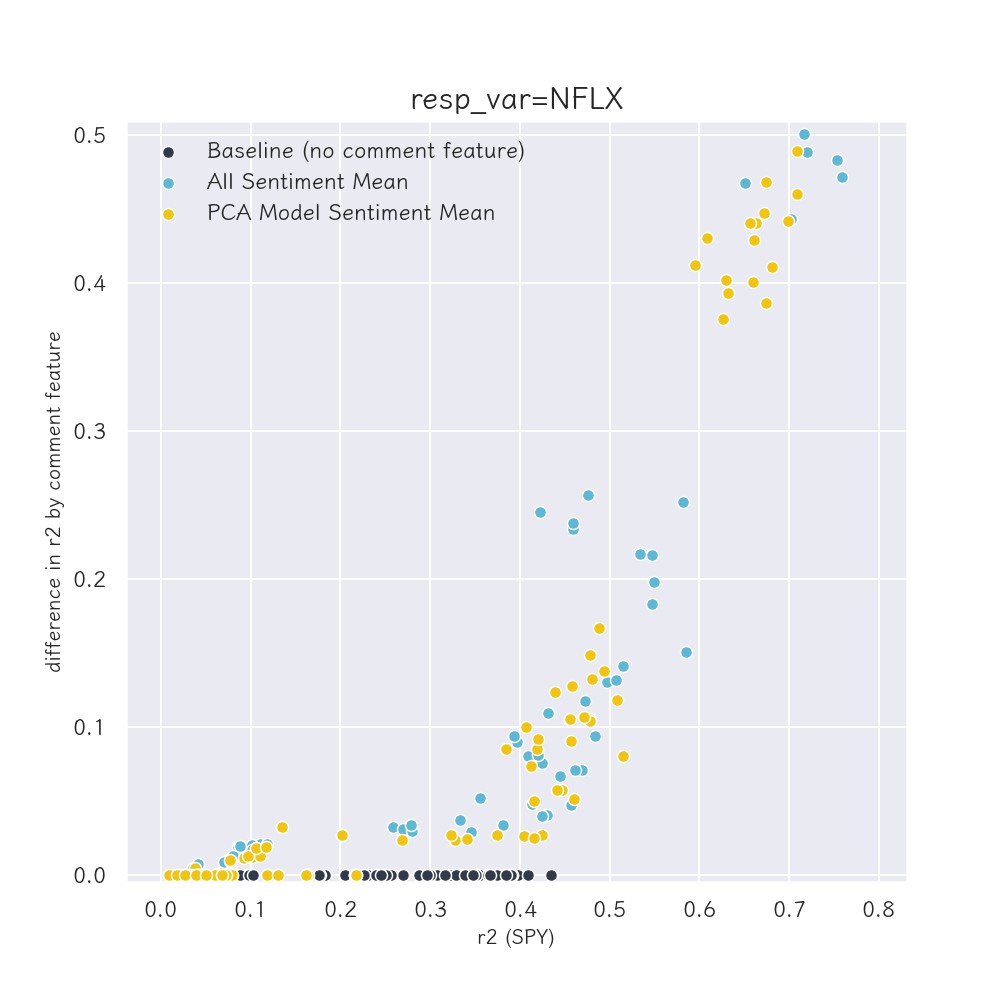 resp_var=NFLX
Baseline (no comment feature)
All Sentiment Mean
PCA Model Sentiment Mean
difference in r2 by comment feature
0.5
0.4
0.3
0.2
0.1
0.0
0.0 0.1 0.2 0.3 0.4 0.5 0.6 0.7 0.8
r2 (SPY)